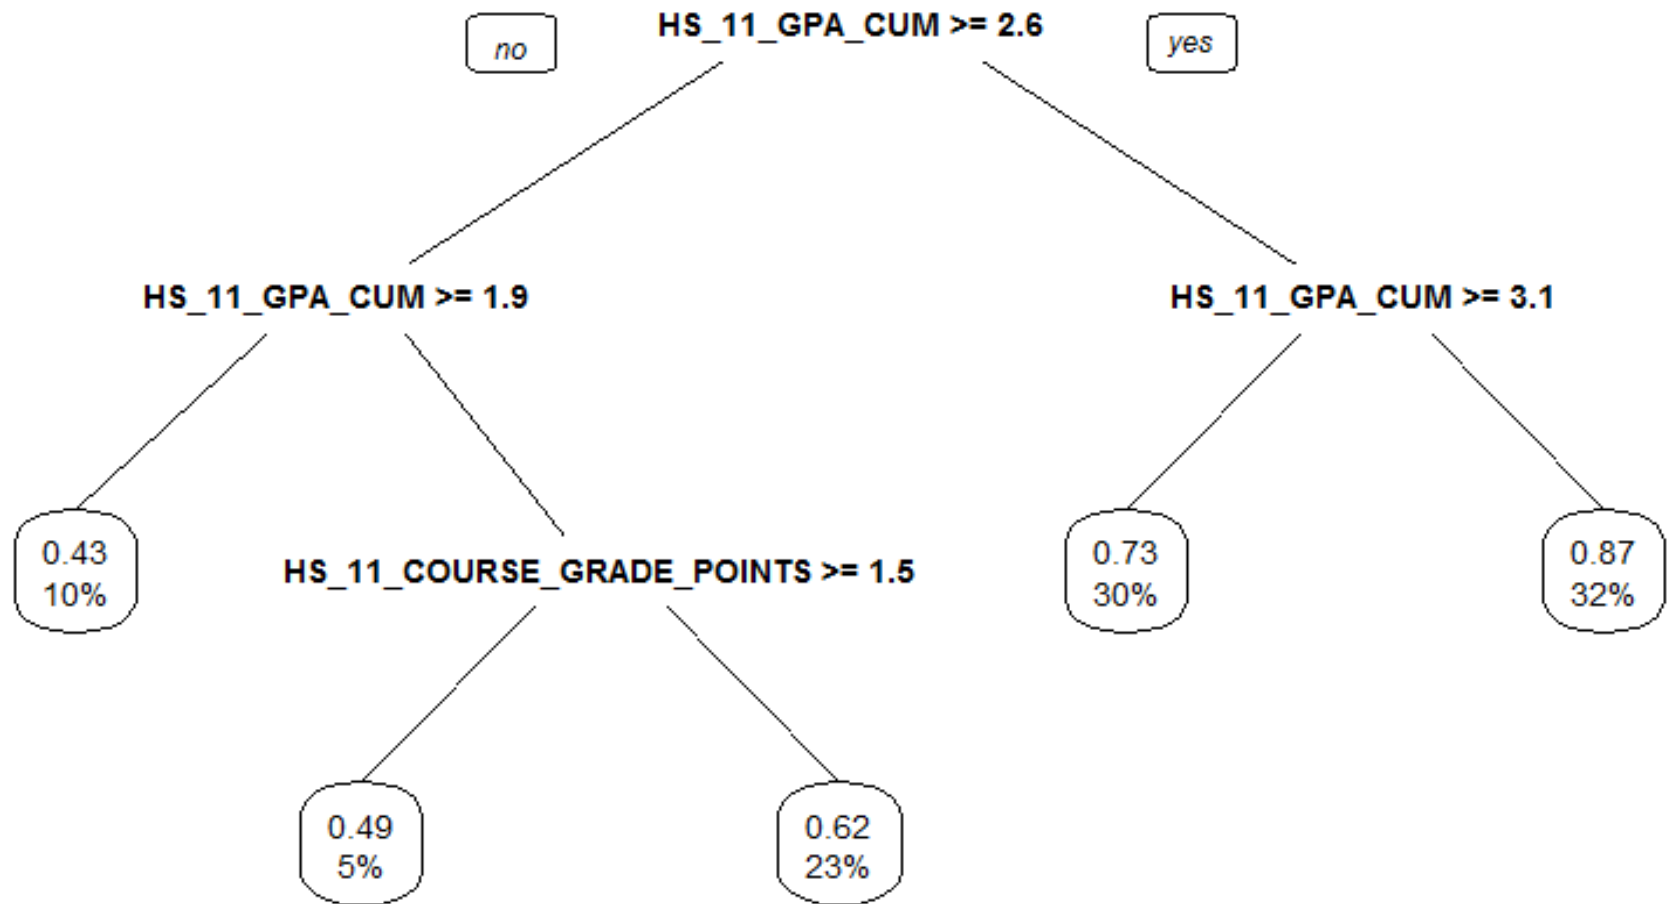 HS_11_GPA_CUM >= 2.6
no
yes
HS_11_GPA_CUM >= 1.9
HS_11_GPA_CUM >= 3.1
0.43
10%
HS_11_COURSE_GRADE_POINTS >= 1.5
0.73
30%
0.87
32%
0.49
5%
0.62
23%